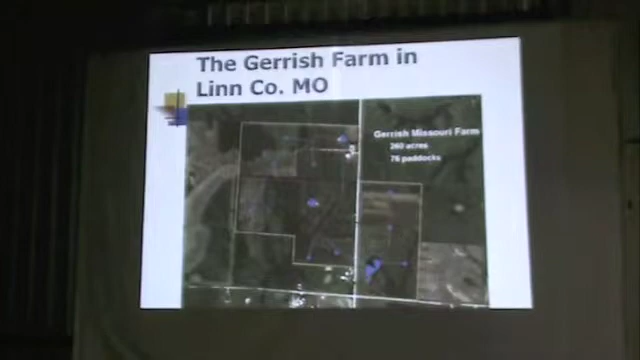 The Gerrish Farm in
Linn Co. MO
Gerrish Missouri Farm
260 acres
76 paddocks